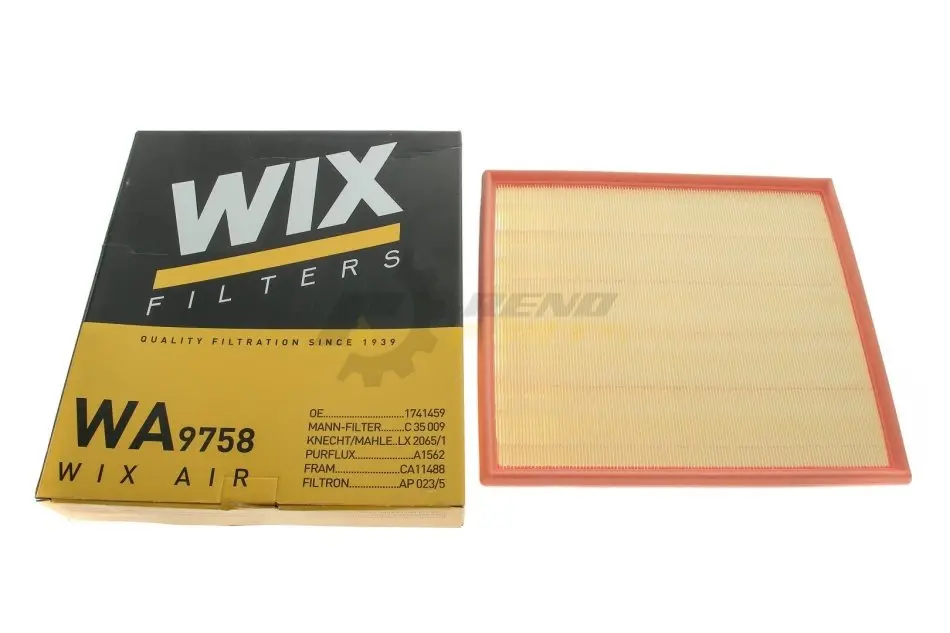 WIX
FILTERS
QUALITY FILTRATION SINCE 1939
WA9758
WIX AIR
OE............................1741459
MANN-FILTER.........C 35 009
KNECHT/MAHLE..LX 2065/1
PURFLUX....................A1562
FRAM....................CA11488
FILTRON.................AP 023/5